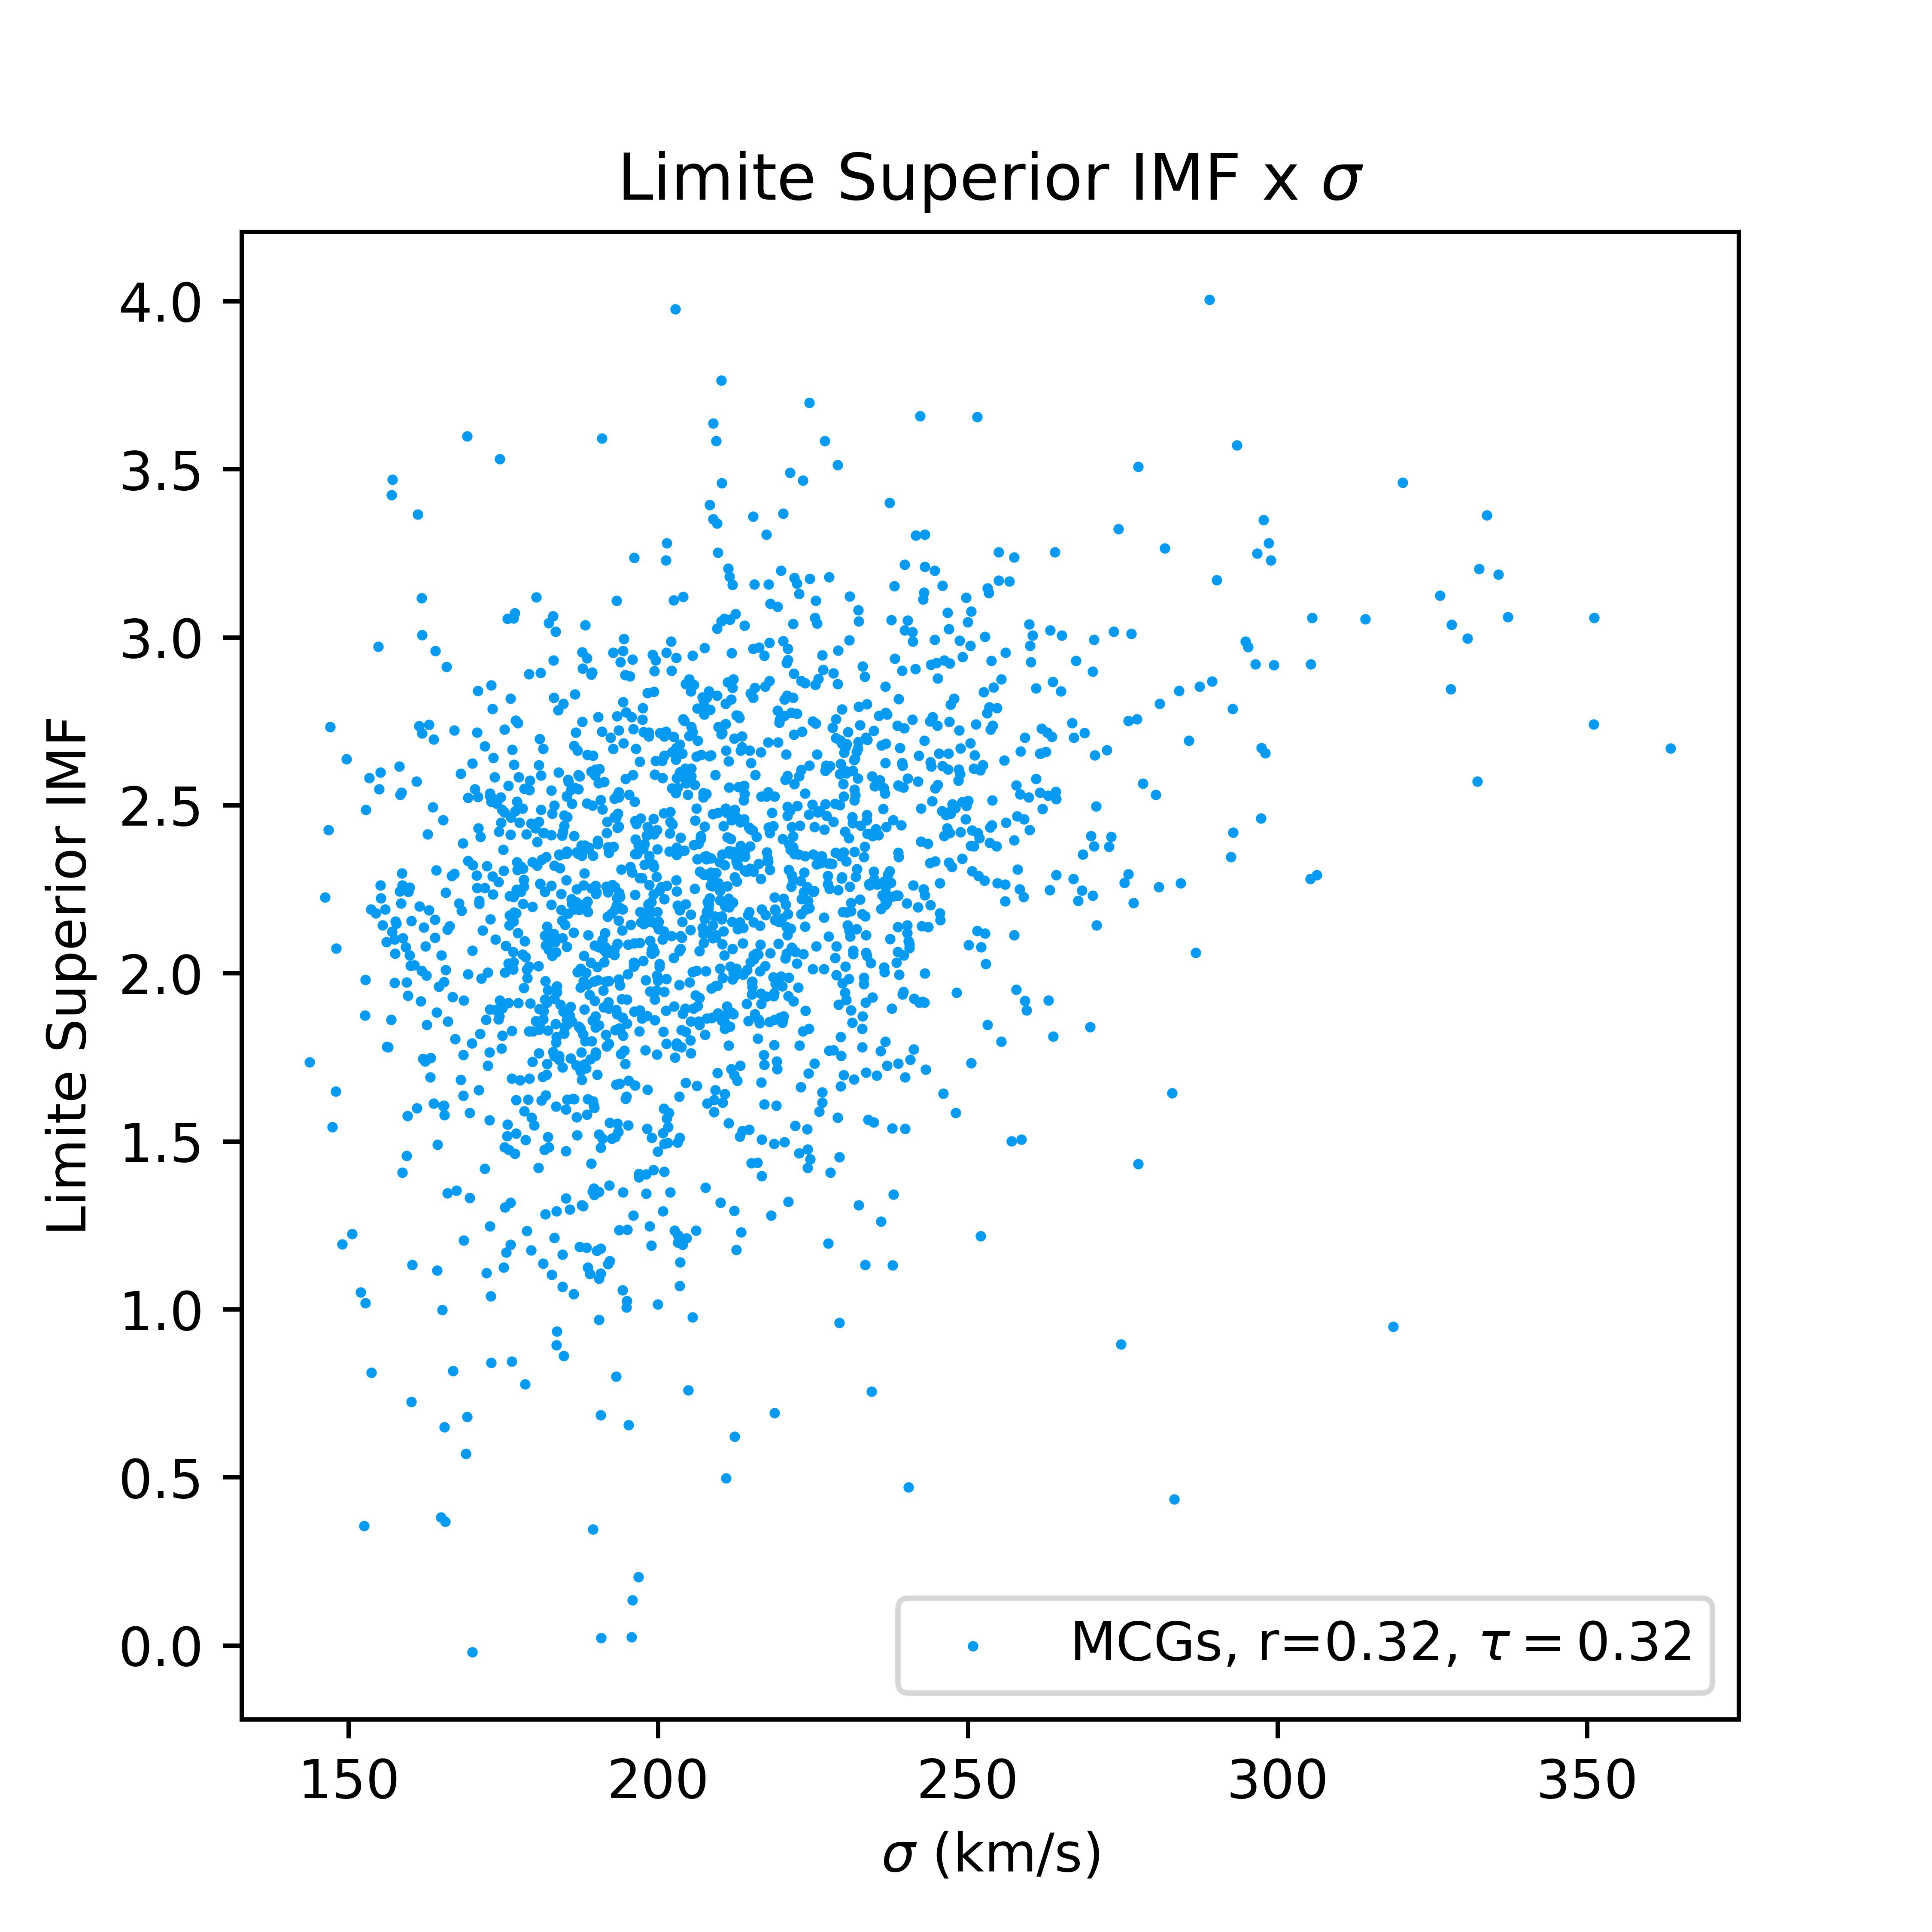 Limite Superior IMF x σ
Limite Superior IMF
4.0
3.5
3.0
2.5
2.0
1.5
1.0
0.5
0.0
MCGs, r=0.32, τ = 0.32
150 200 250 300 350
σ (km/s)